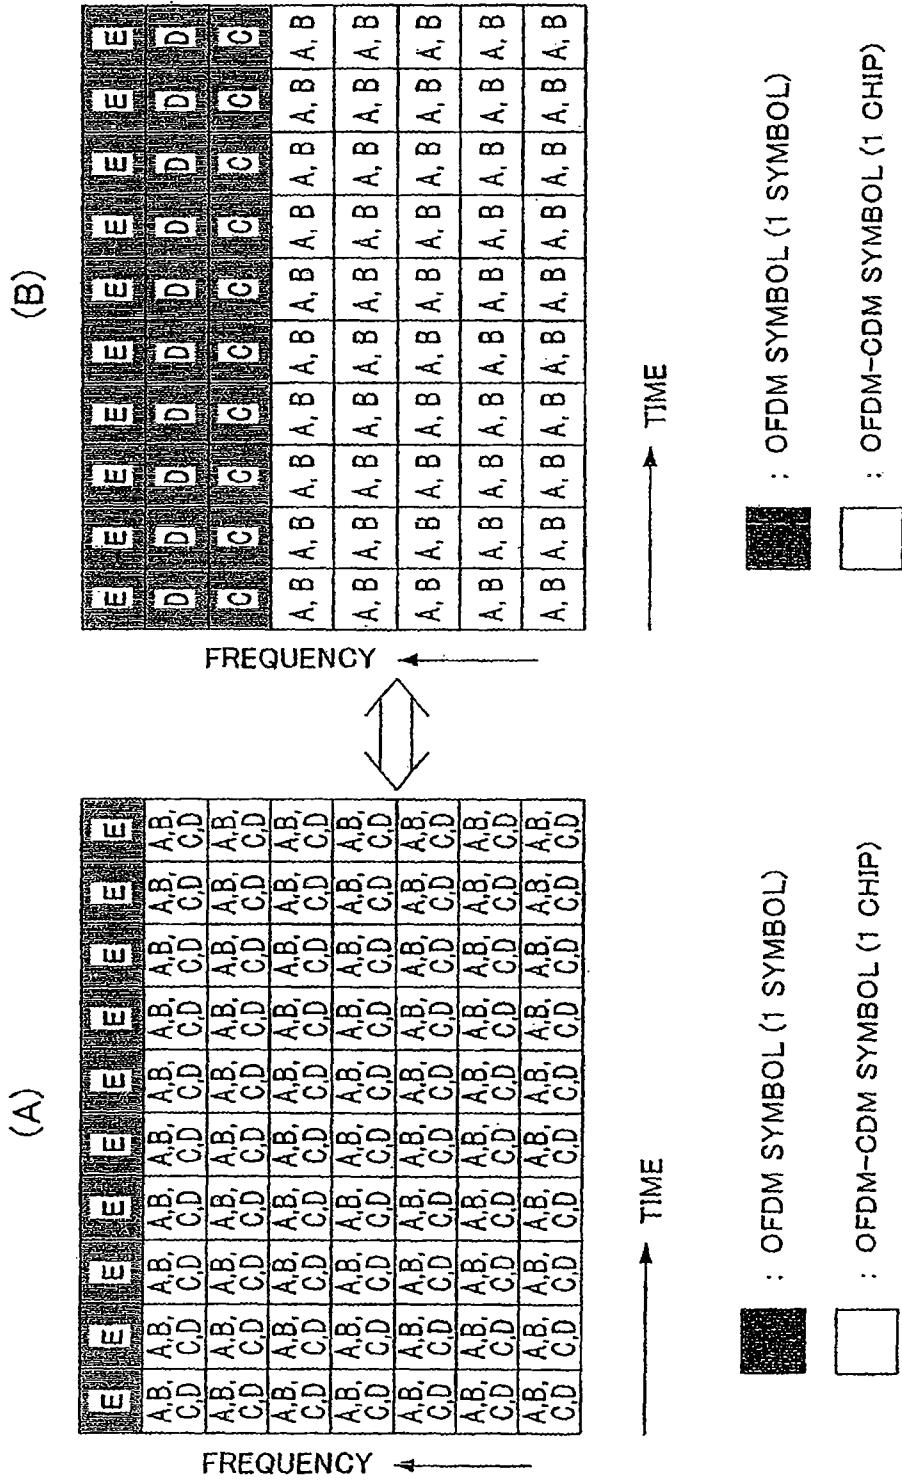 (A)
E E E E E E E E E E
A,B, A,B, A,B, A,B, A,B, A,B, A,B, A,B, A,B, A,B,
C,D C,D C,D C,D C,D C,D C,D C,D C,D C,D
A,B, A,B, A,B, A,B, A,B, A,B, A,B, A,B, A,B, A,B,
C,D C,D C,D C,D C,D C,D C,D C,D C,D C,D
A,B, A,B, A,B, A,B, A,B, A,B, A,B, A,B, A,B, A,B,
C,D C,D C,D C,D C,D C,D C,D C,D C,D C,D
A,B, A,B, A,B, A,B, A,B, A,B, A,B, A,B, A,B, A,B,
C,D C,D C,D C,D C,D C,D C,D C,D C,D C,D
A,B, A,B, A,B, A,B, A,B, A,B, A,B, A,B, A,B, A,B,
C,D C,D C,D C,D C,D C,D C,D C,D C,D C,D
A,B, A,B, A,B, A,B, A,B, A,B, A,B, A,B, A,B, A,B,
C,D C,D C,D C,D C,D C,D C,D C,D C,D C,D
A,B, A,B, A,B, A,B, A,B, A,B, A,B, A,B, A,B, A,B,
C,D C,D C,D C,D C,D C,D C,D C,D C,D C,D
FREQUENCY
TIME
: OFDM SYMBOL (1 SYMBOL)
: OFDM-CDM SYMBOL (1 CHIP)
(B)
E E E E E E E E E E
D D D D D D D D D D
C C C C C C C C C C
A, B A, B A, B A, B A, B A, B A, B A, B A, B A, B
A, B A, B A, B A, B A, B A, B A, B A, B A, B A, B
A, B A, B A, B A, B A, B A, B A, B A, B A, B A, B
A, B A, B A, B A, B A, B A, B A, B A, B A, B A, B
A, B A, B A, B A, B A, B A, B A, B A, B A, B A, B
FREQUENCY
TIME
: OFDM SYMBOL (1 SYMBOL)
: OFDM-CDM SYMBOL (1 CHIP)